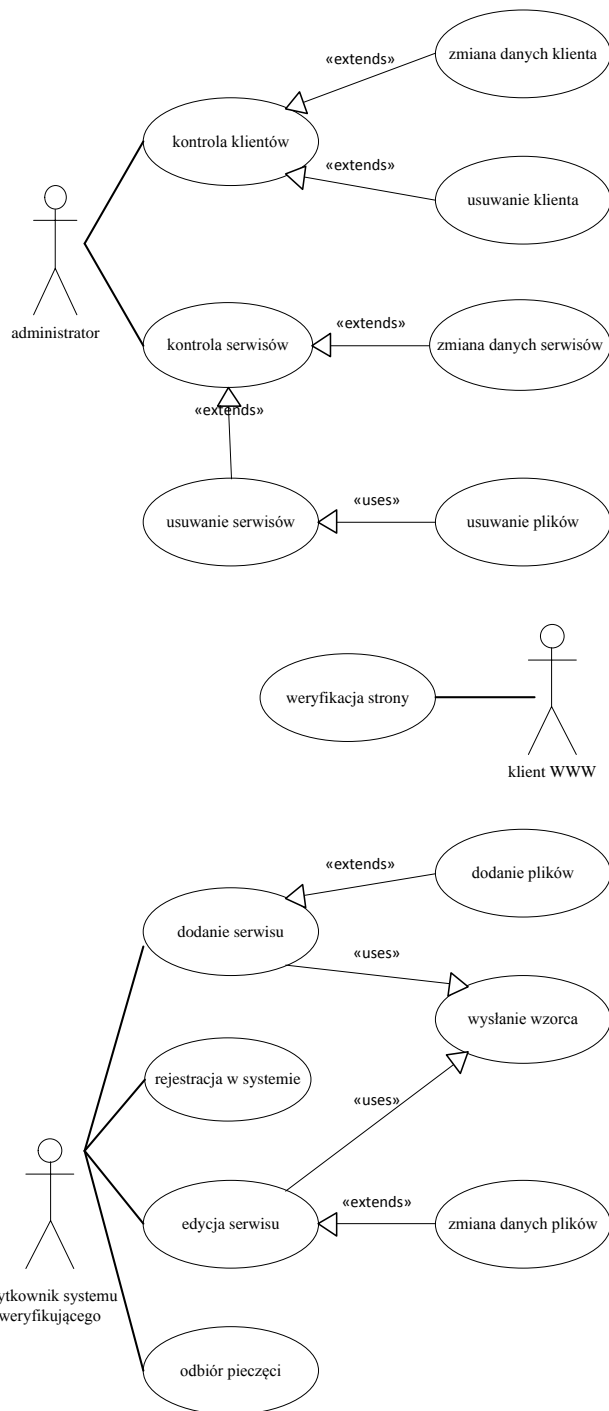 zmiana danych klienta
«extends»
kontrola klientów
«extends»
usuwanie klienta
administrator
«extends»
kontrola serwisów
zmiana danych serwisów
«extends»
«uses»
usuwanie serwisów
usuwanie plików
weryfikacja strony
klient WWW
«extends»
dodanie plików
dodanie serwisu
«uses»
wysłanie wzorca
rejestracja w systemie
«uses»
«extends»
edycja serwisu
zmiana danych plików
ytkownik systemu
weryfikującego
odbiór pieczęci